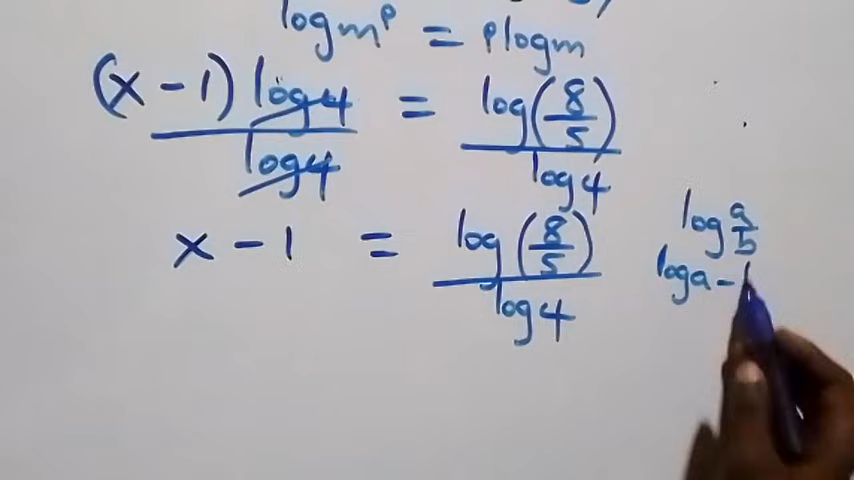 log m^p = p log m
(x - 1) log 4 / log 4 = log(8/5) / log 4
x - 1 = log(8/5) / log 4
log a/b
log a -